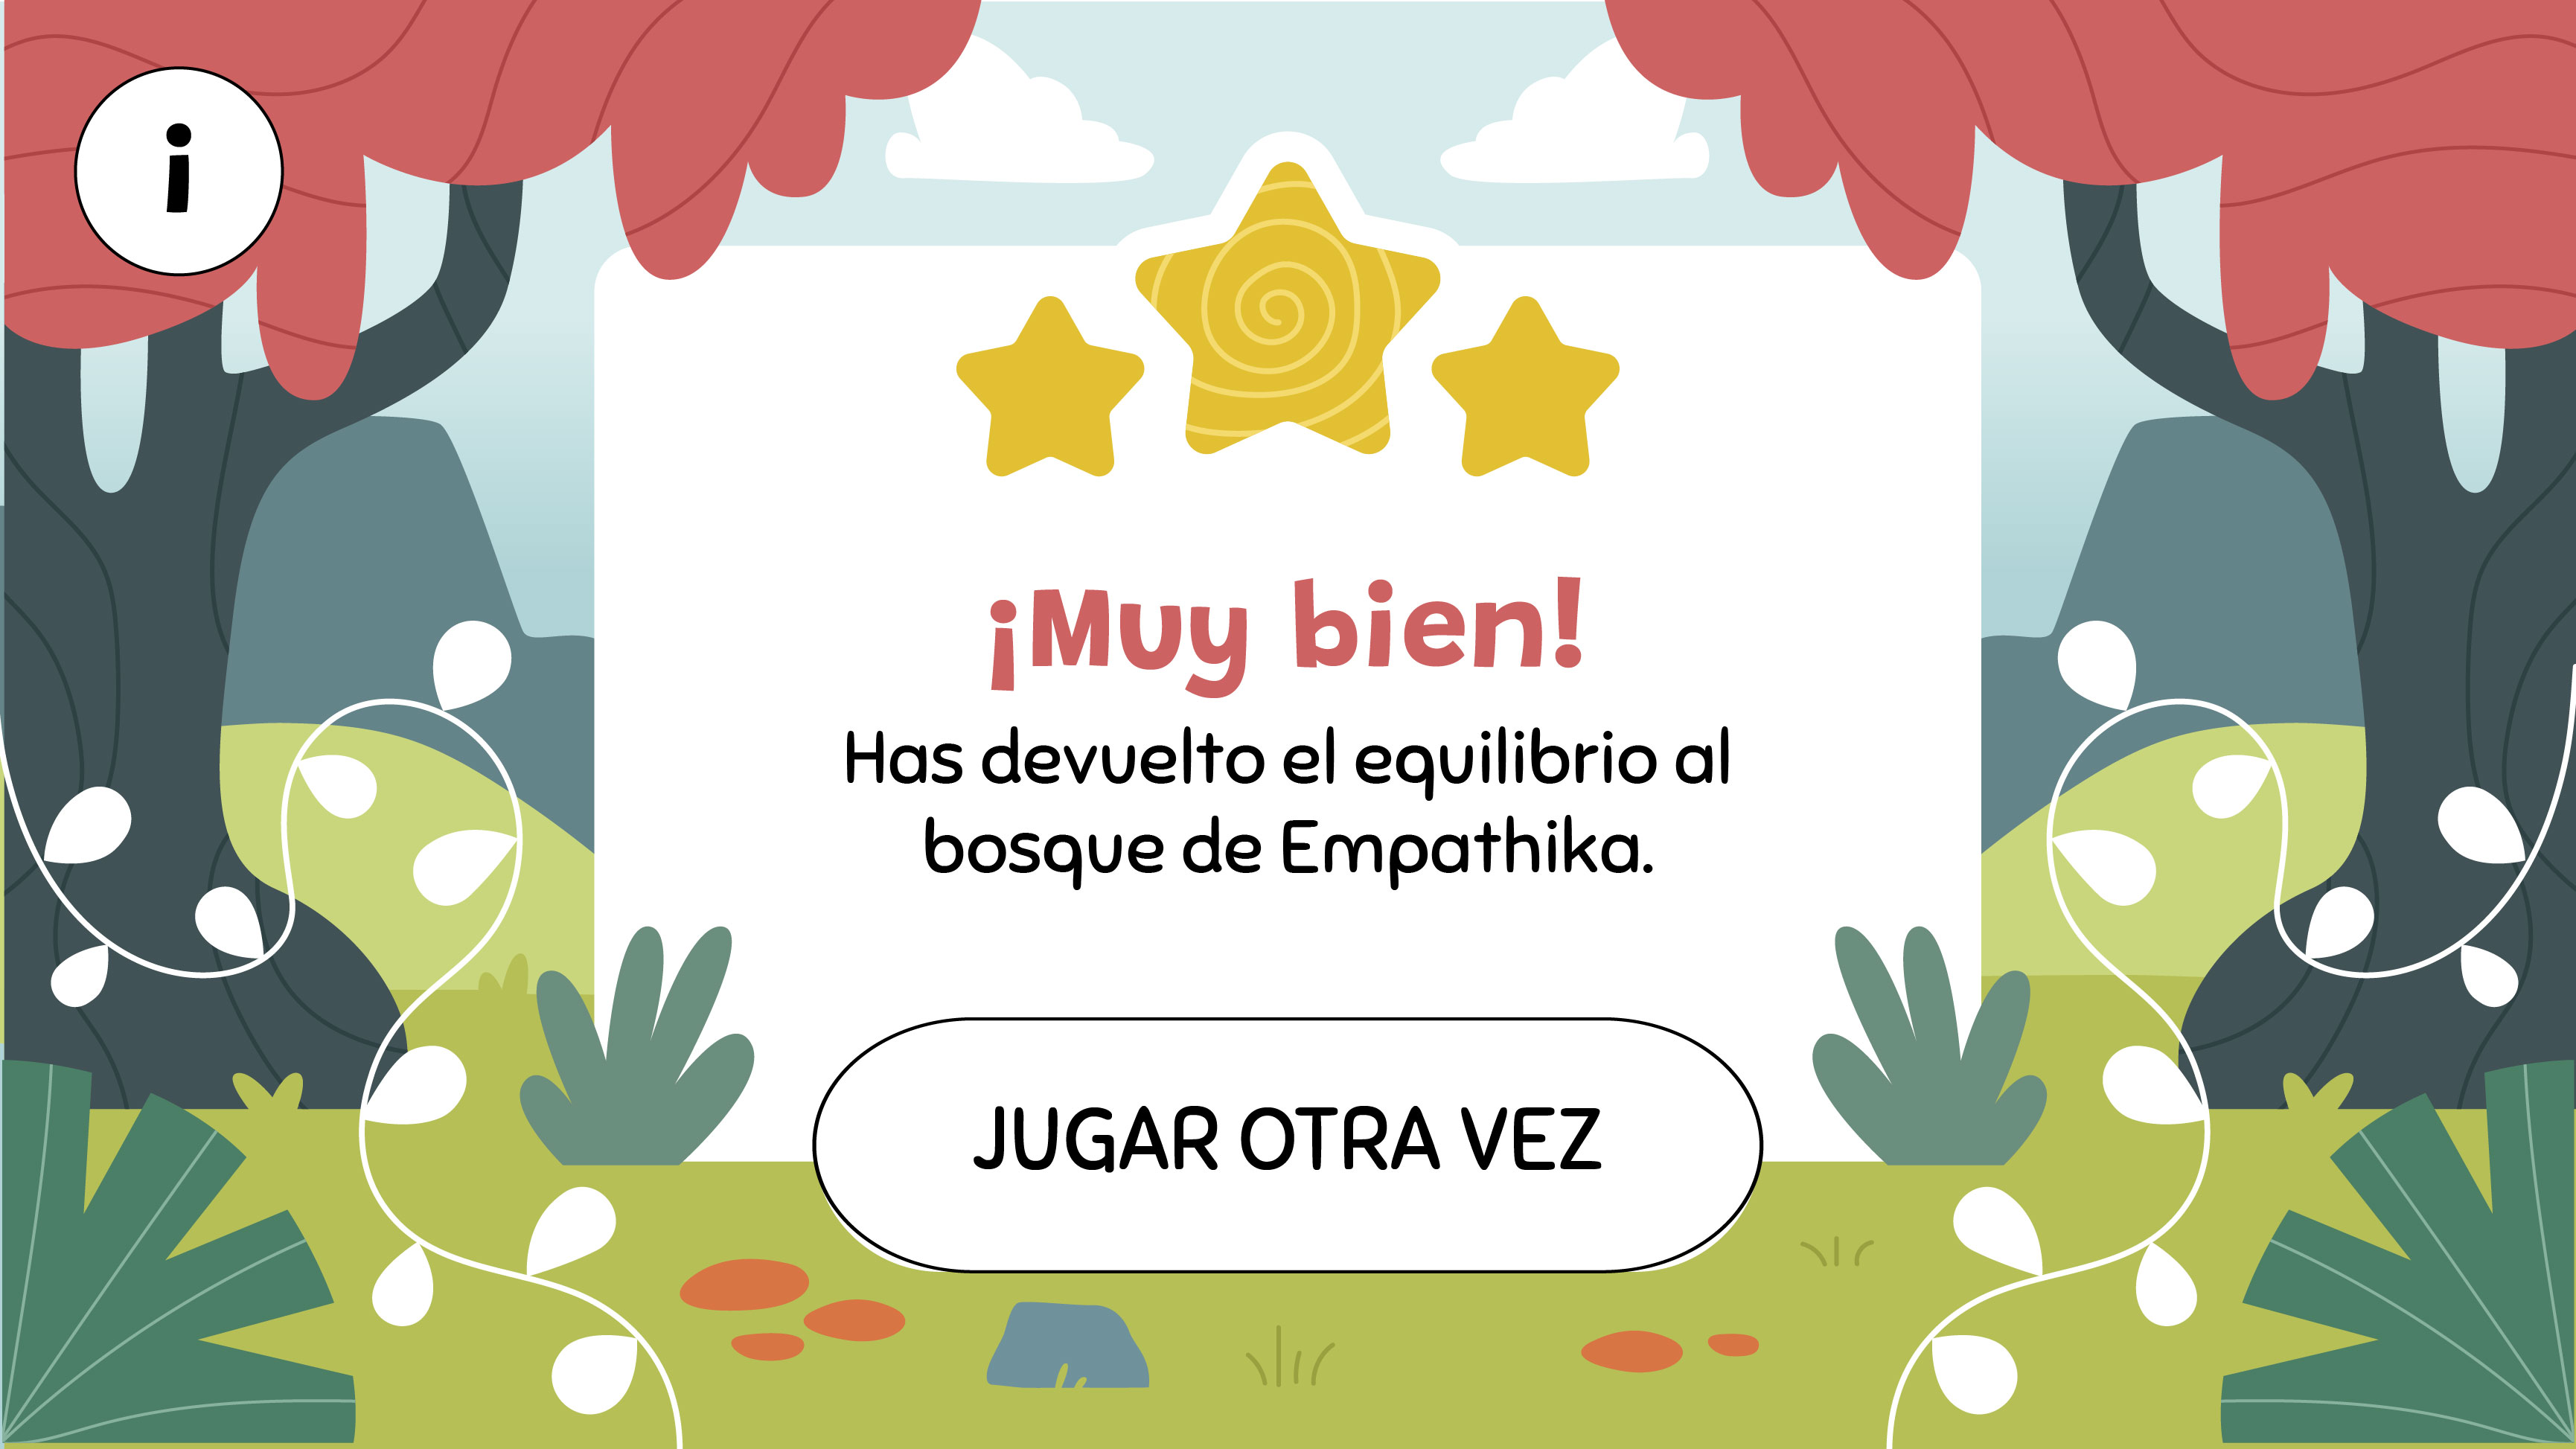 i
¡Muy bien!
Has devuelto el equilibrio al
bosque de Empathika.
JUGAR OTRA VEZ